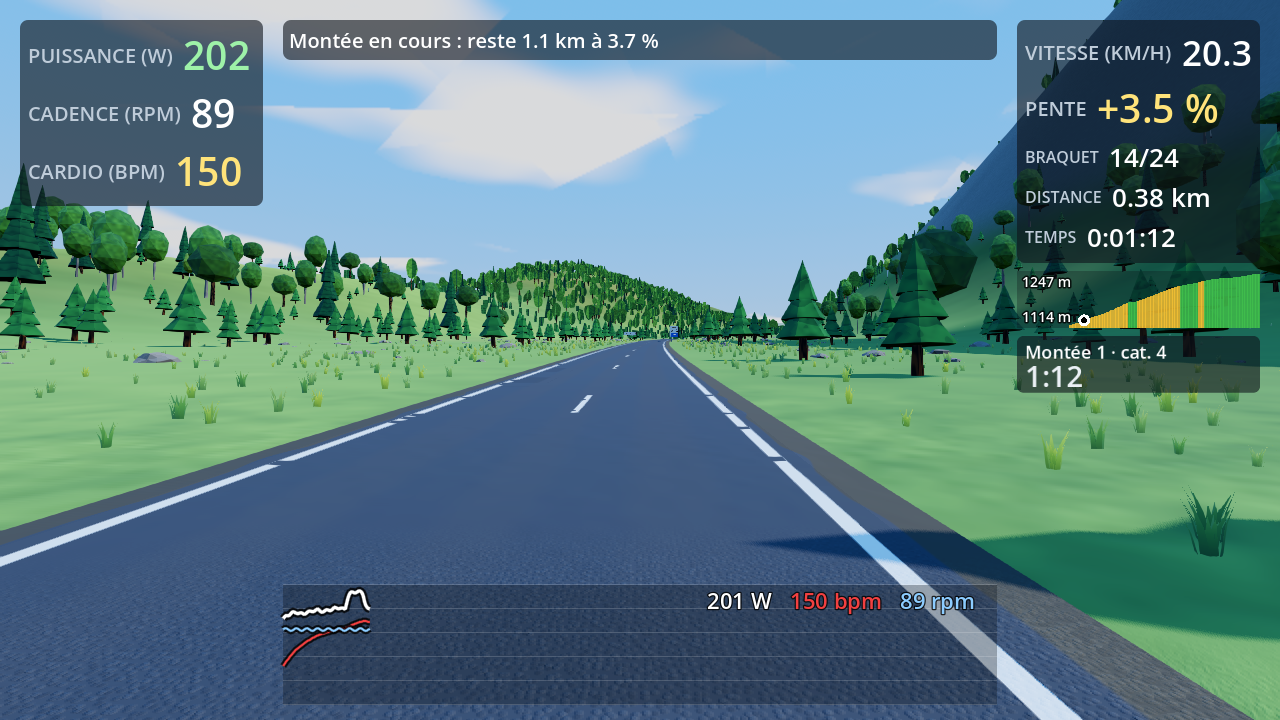 PUISSANCE (W) 202
CADENCE (RPM) 89
CARDIO (BPM) 150
Montée en cours : reste 1.1 km à 3.7 %
VITESSE (KM/H) 20.3
PENTE +3.5 %
BRAQUET 14/24
DISTANCE 0.38 km
TEMPS 0:01:12
1247 m
1114 m
Montée 1 · cat. 4
1:12
201 W 150 bpm 89 rpm